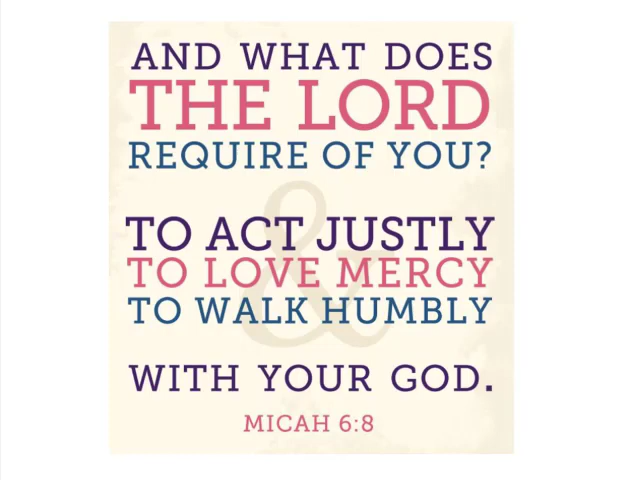 AND WHAT DOES
THE LORD
REQUIRE OF YOU?
&
TO ACT JUSTLY
TO LOVE MERCY
TO WALK HUMBLY
WITH YOUR GOD.
MICAH 6:8